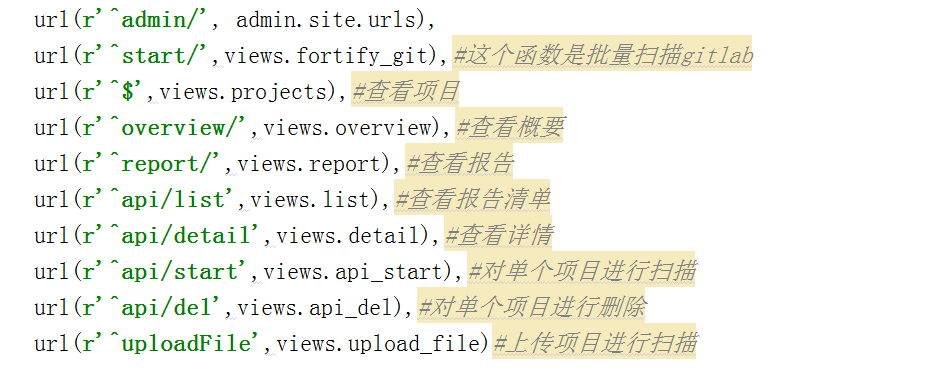 url(r'^admin/', admin.site.urls),
url(r'^start/',views.fortify_git),#这个函数是批量扫描gitlab
url(r'^$',views.projects),#查看项目
url(r'^overview/',views.overview),#查看概要
url(r'^report/',views.report),#查看报告
url(r'^api/list',views.list),#查看报告清单
url(r'^api/detail',views.detail),#查看详情
url(r'^api/start',views.api_start),#对单个项目进行扫描
url(r'^api/del',views.api_del),#对单个项目进行删除
url(r'^uploadFile',views.upload_file)#上传项目进行扫描